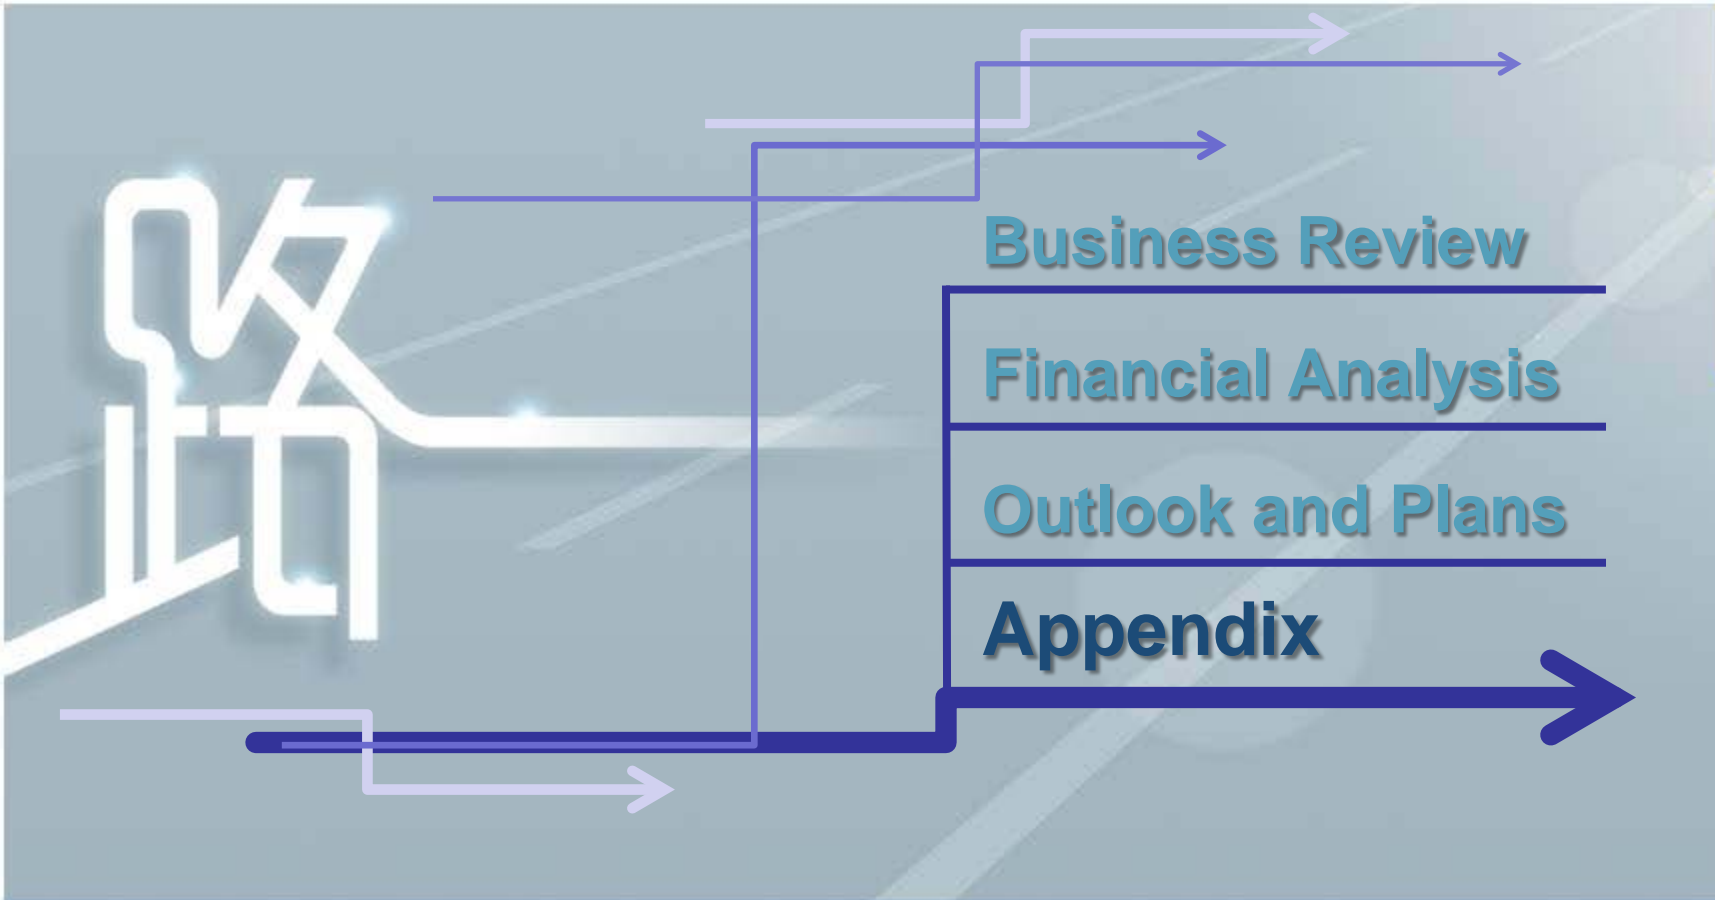 路
Business Review
Financial Analysis
Outlook and Plans
Appendix